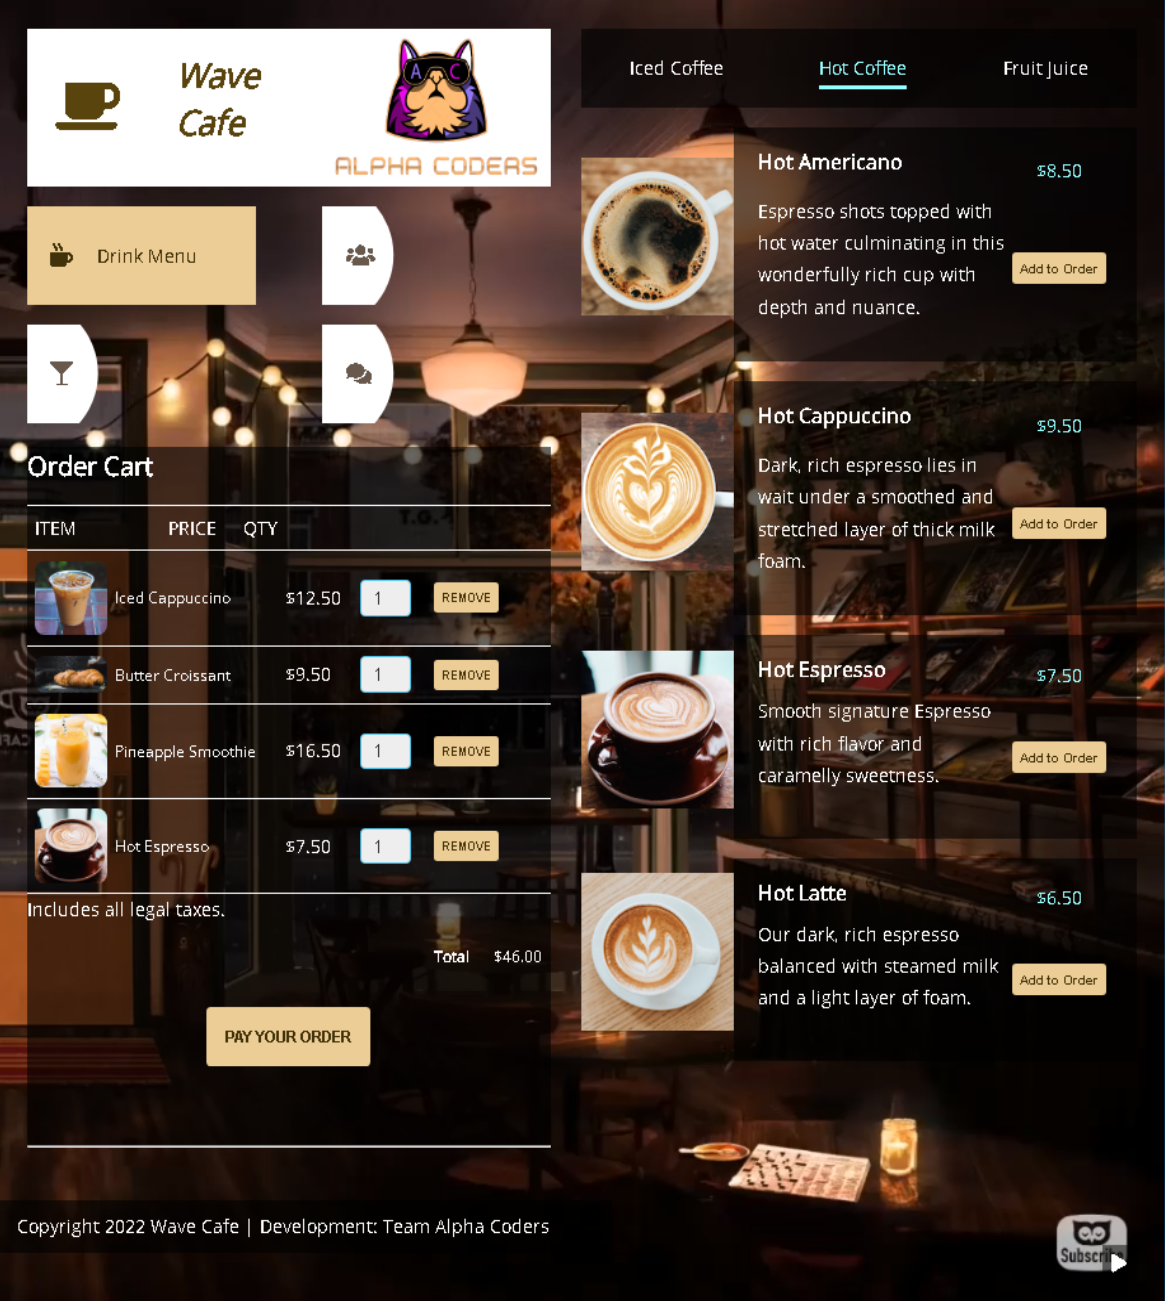 Wave
Cafe
A C
ALPHA CODERS
Drink Menu
Order Cart
ITEM PRICE QTY
Iced Cappuccino $12.50 1 REMOVE
Butter Croissant $9.50 1 REMOVE
Pineapple Smoothie $16.50 1 REMOVE
Hot Espresso $7.50 1 REMOVE
Includes all legal taxes.
Total $46.00
PAY YOUR ORDER
Iced Coffee Hot Coffee Fruit Juice
Hot Americano
$8.50
Espresso shots topped with
hot water culminating in this
wonderfully rich cup with
depth and nuance.
Add to Order
Hot Cappuccino
$9.50
Dark, rich espresso lies in
wait under a smoothed and
stretched layer of thick milk
foam.
Add to Order
Hot Espresso
$7.50
Smooth signature Espresso
with rich flavor and
caramelly sweetness.
Add to Order
Hot Latte
$6.50
Our dark, rich espresso
balanced with steamed milk
and a light layer of foam.
Add to Order
Copyright 2022 Wave Cafe | Development: Team Alpha Coders
Subscribe